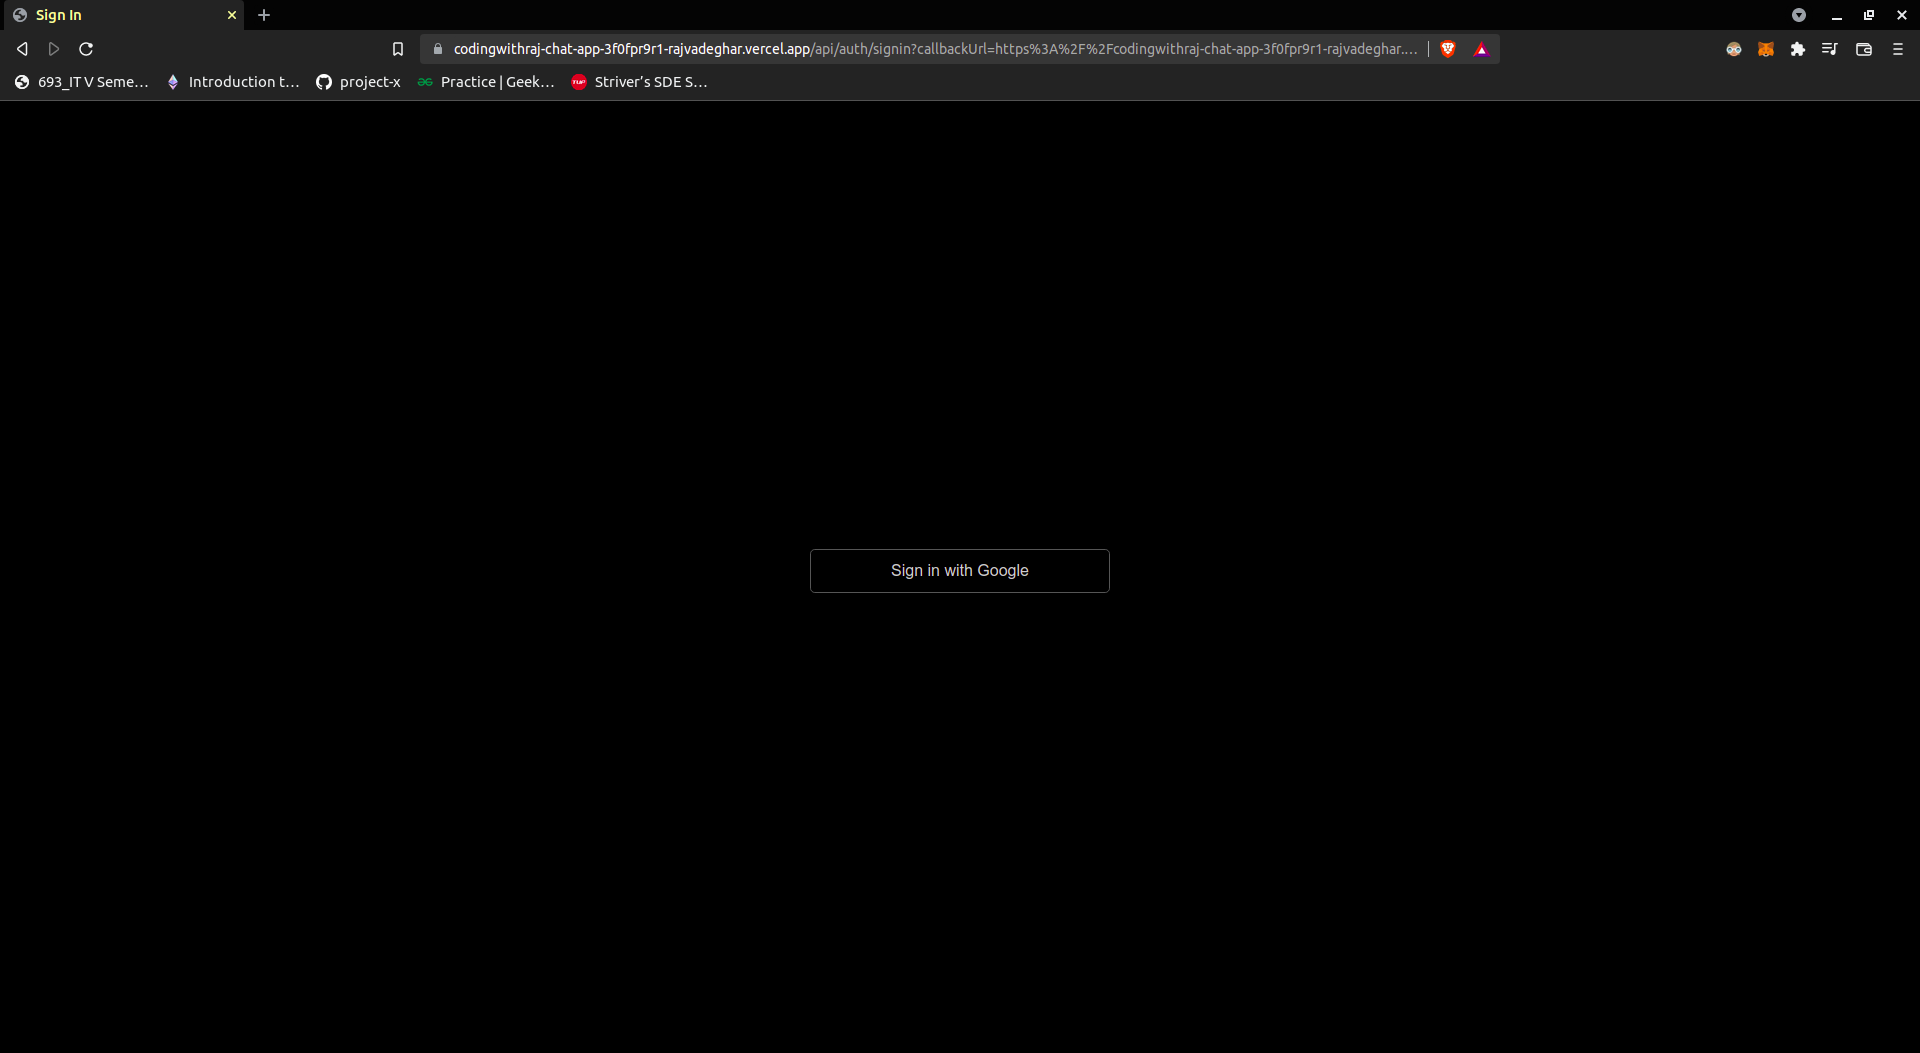 Sign In
codingwithraj-chat-app-3f0fpr9r1-rajvadeghar.vercel.app/api/auth/signin?callbackUrl=https%3A%2F%2Fcodingwithraj-chat-app-3f0fpr9r1-rajvadeghar.…
693_IT V Seme… Introduction t… project-x Practice | Geek… Striver’s SDE S…
Sign in with Google